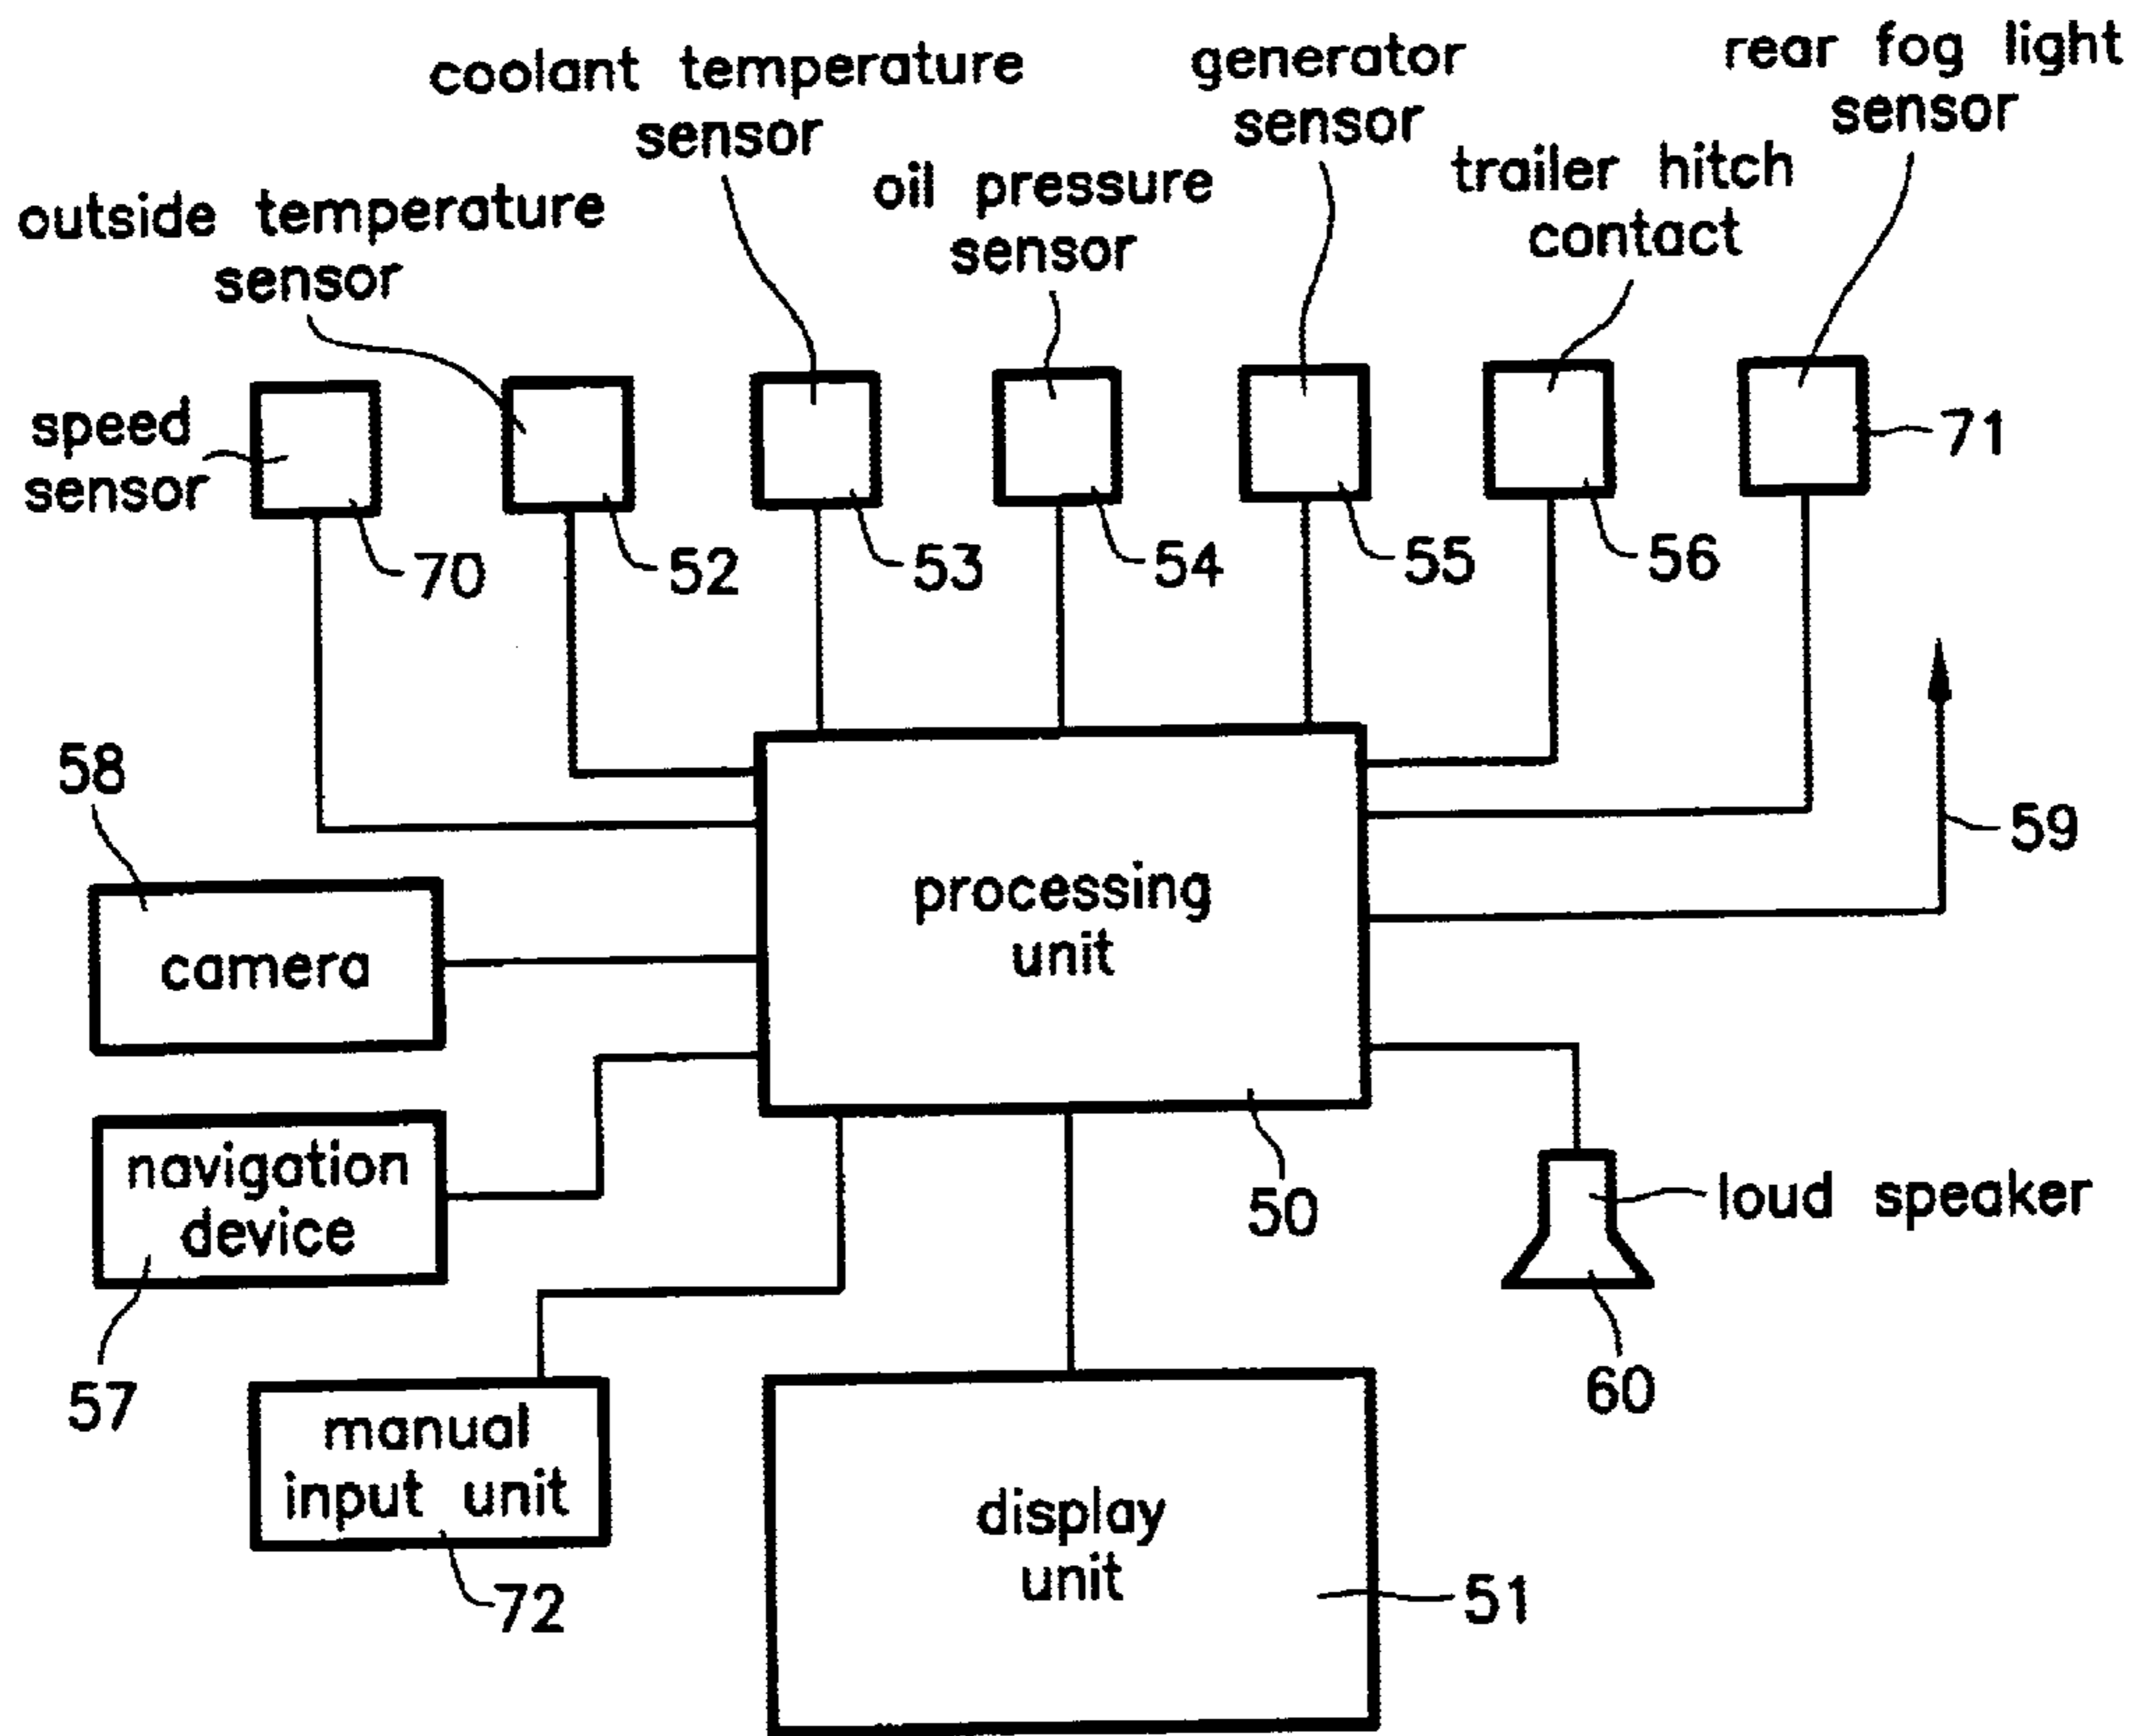 rear fog light
sensor
generator
sensor
coolant temperature
sensor
trailer hitch
contact
oil pressure
sensor
outside temperature
sensor
speed
sensor
71
70
52
53
54
55
56
58
59
camera
processing
unit
navigation
device
50
loud speaker
57
60
manual
input unit
72
display
unit
51